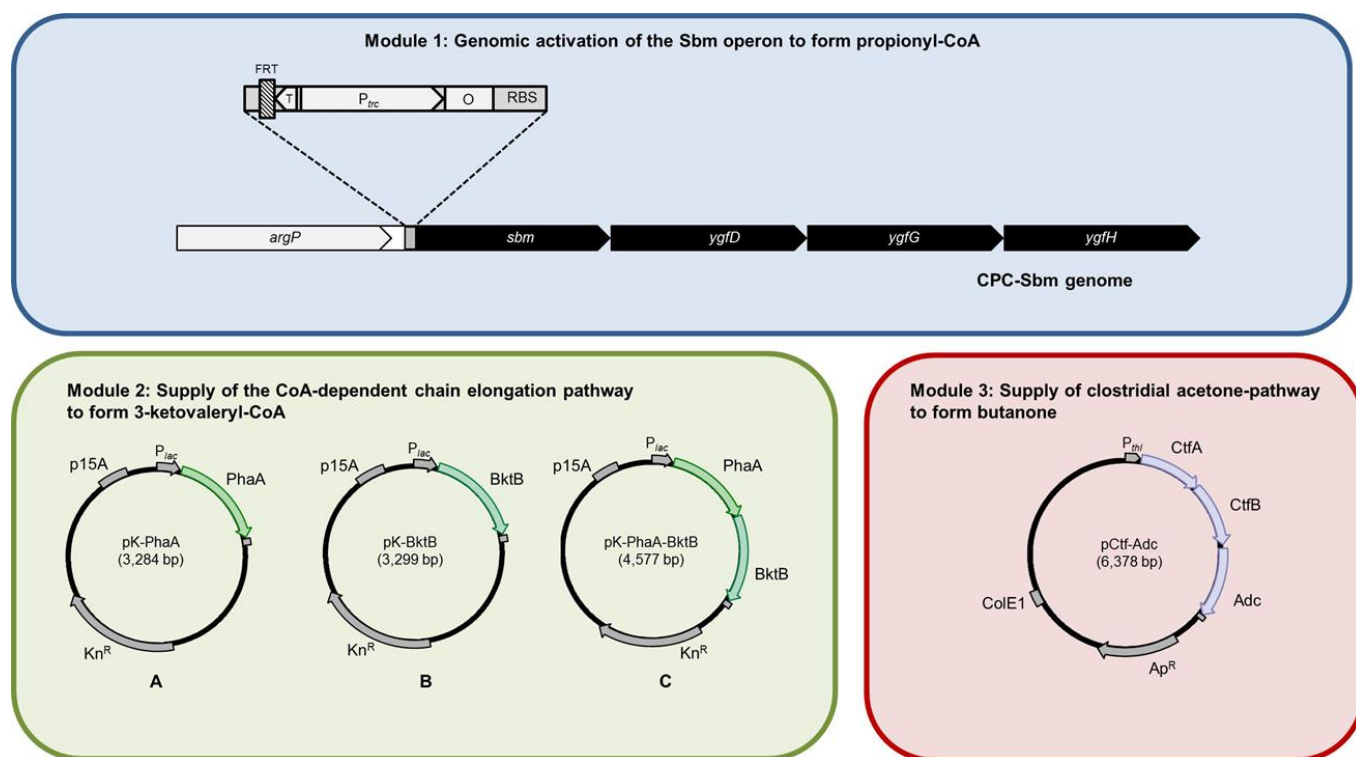 Module 1: Genomic activation of the Sbm operon to form propionyl-CoA
FRT
T
Ptrc
O
RBS
argP
sbm
ygfD
ygfG
ygfH
CPC-Sbm genome
Module 2: Supply of the CoA-dependent chain elongation pathway
to form 3-ketovaleryl-CoA
p15A
Plac
PhaA
pK-PhaA
(3,284 bp)
KnR
A
p15A
Plac
BktB
pK-BktB
(3,299 bp)
KnR
B
p15A
Plac
PhaA
pK-PhaA-BktB
(4,577 bp)
BktB
KnR
C
Module 3: Supply of clostridial acetone-pathway
to form butanone
Pthl
CtfA
CtfB
pCtf-Adc
(6,378 bp)
ColE1
Adc
ApR